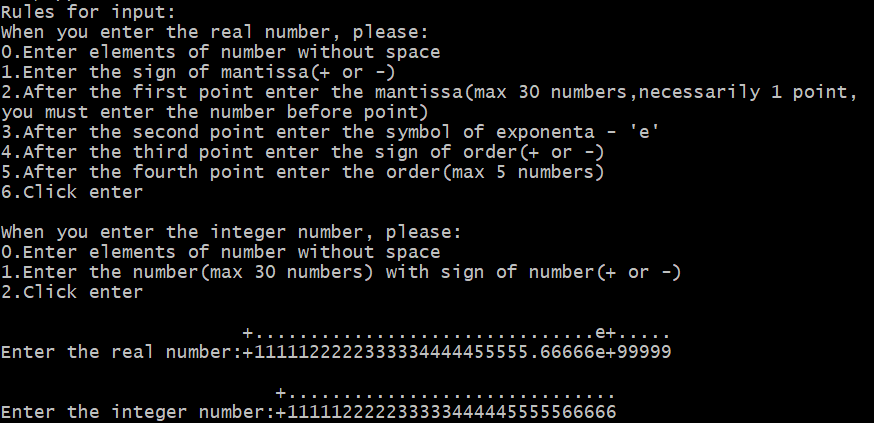 Rules for input:
When you enter the real number, please:
0.Enter elements of number without space
1.Enter the sign of mantissa(+ or -)
2.After the first point enter the mantissa(max 30 numbers,necessarily 1 point,
you must enter the number before point)
3.After the second point enter the symbol of exponenta - 'e'
4.After the third point enter the sign of order(+ or -)
5.After the fourth point enter the order(max 5 numbers)
6.Click enter
When you enter the integer number, please:
0.Enter elements of number without space
1.Enter the number(max 30 numbers) with sign of number(+ or -)
2.Click enter
+...............................e+.....
Enter the real number:+1111122222333334444455555.66666e+99999
+..............................
Enter the integer number:+111112222233333444445555566666